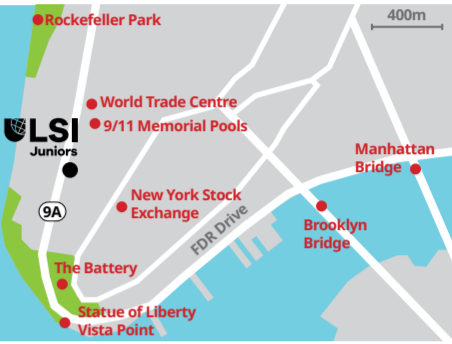 Rockefeller Park
400m
World Trade Centre
9/11 Memorial Pools
LSI
Juniors
Manhattan
Bridge
9A
New York Stock
Exchange
FDR Drive
Brooklyn
Bridge
The Battery
Statue of Liberty
Vista Point